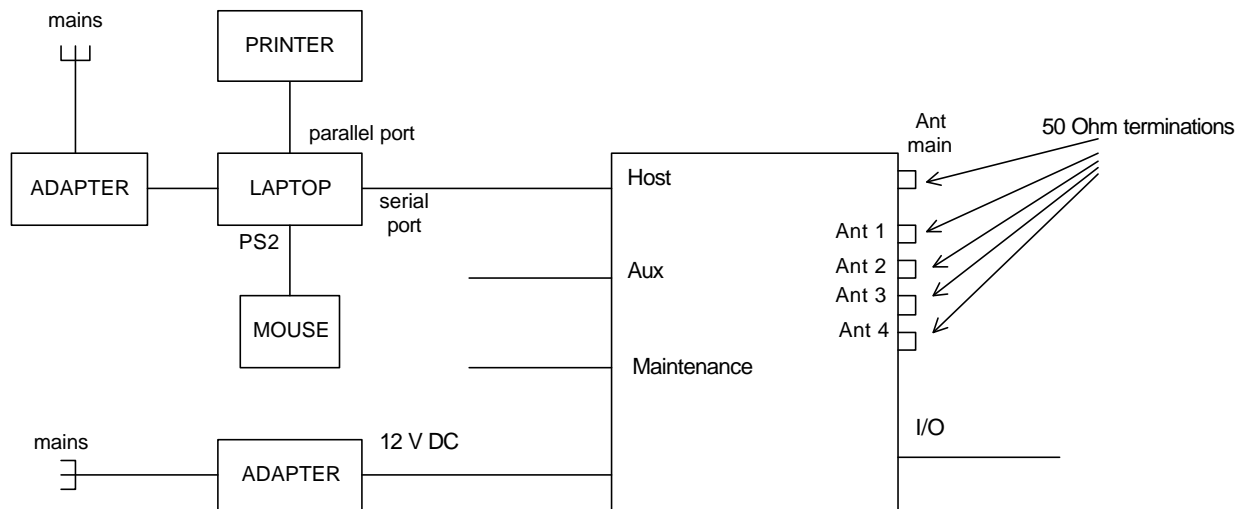 mains
PRINTER
parallel port
Ant
main
50 Ohm terminations
ADAPTER
LAPTOP
serial
port
Host
PS2
Ant 1
Aux
Ant 2
Ant 3
MOUSE
Ant 4
Maintenance
mains
12 V DC
I/O
ADAPTER